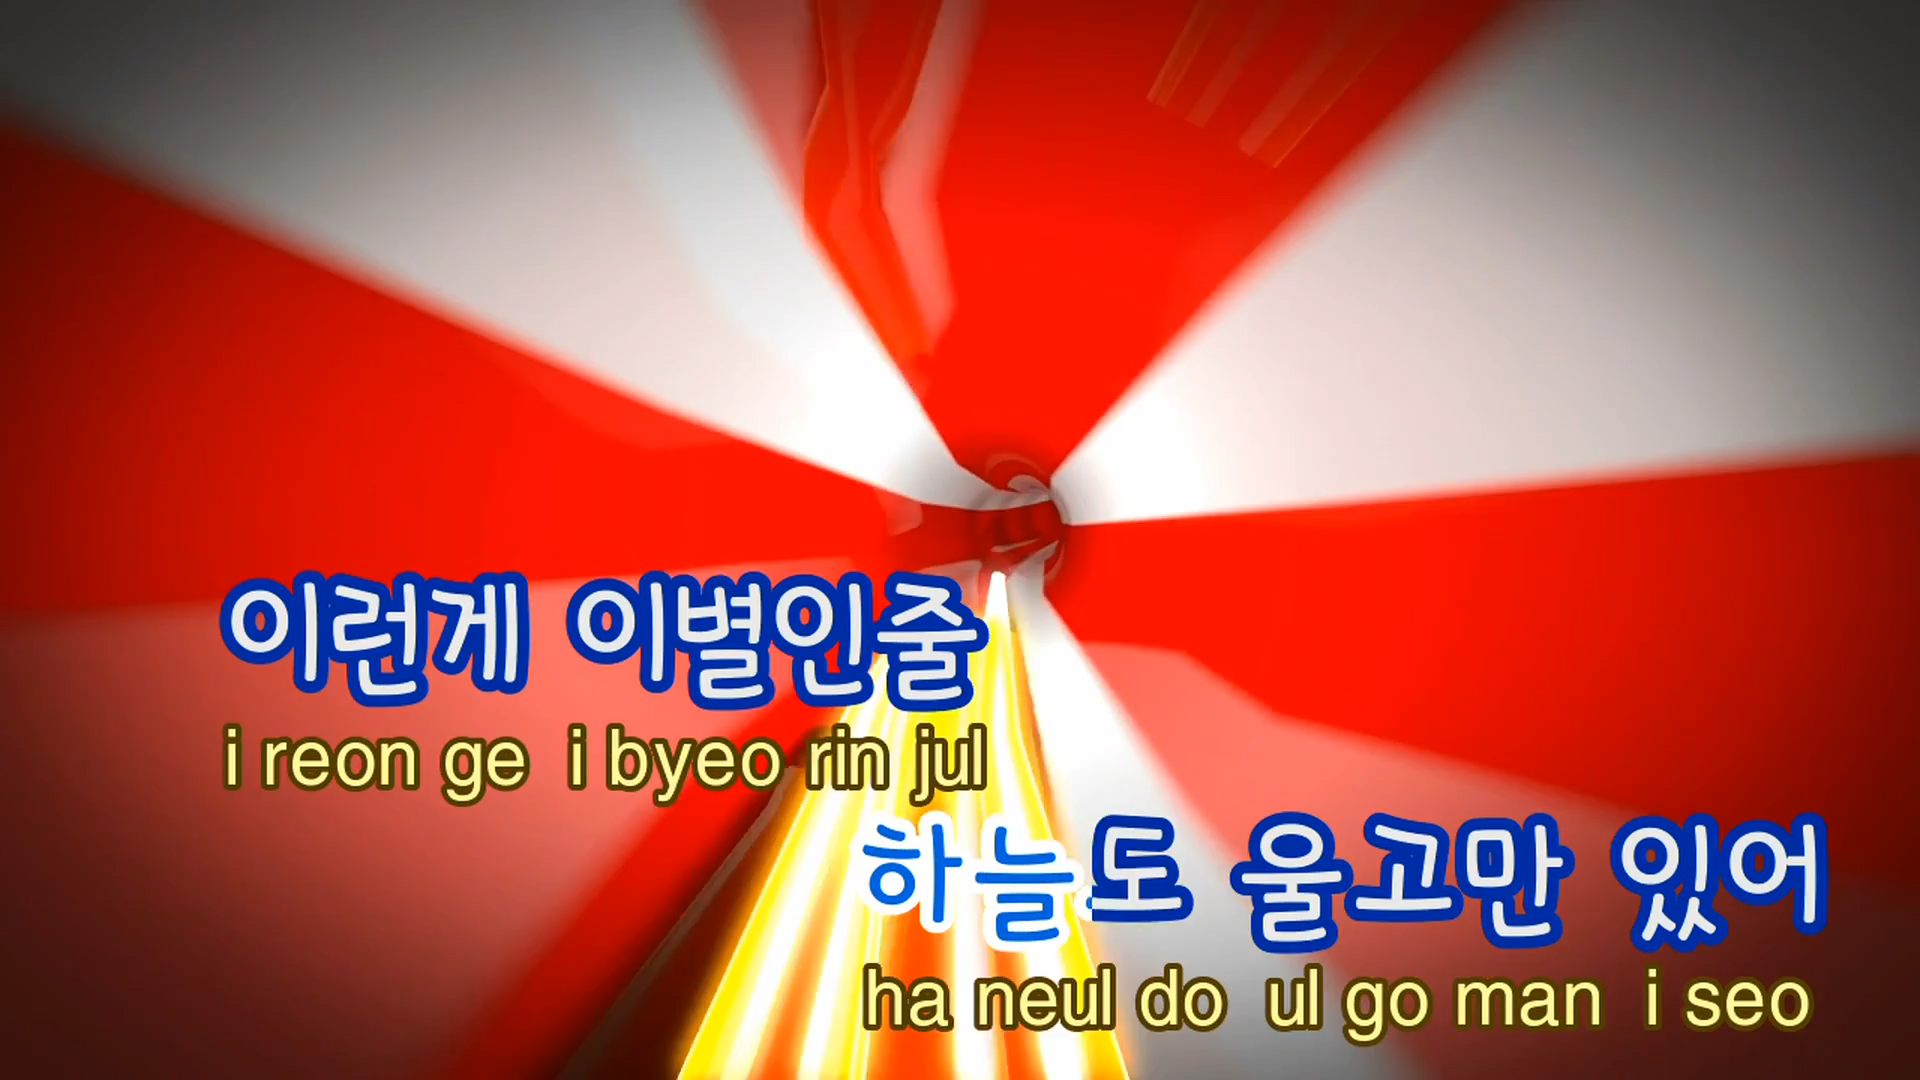 이런게 이별인줄
i reon ge i byeo rin jul
하늘도 울고만 있어
ha neul do ul go man i seo